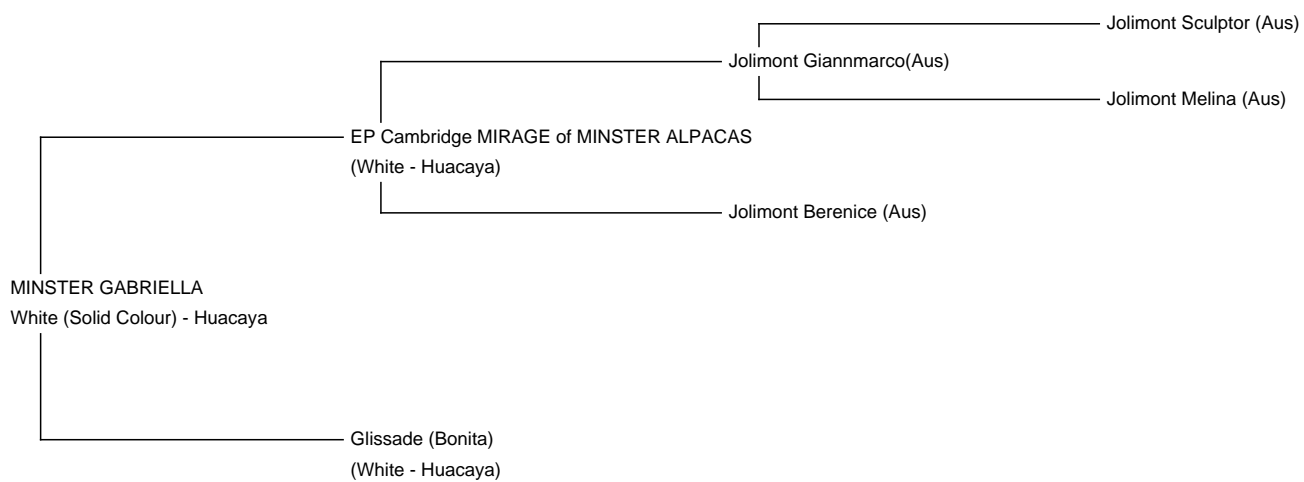 Jolimont Sculptor (Aus)
Jolimont Giannmarco(Aus)
Jolimont Melina (Aus)
EP Cambridge MIRAGE of MINSTER ALPACAS
(White - Huacaya)
Jolimont Berenice (Aus)
MINSTER GABRIELLA
White (Solid Colour) - Huacaya
Glissade (Bonita)
(White - Huacaya)